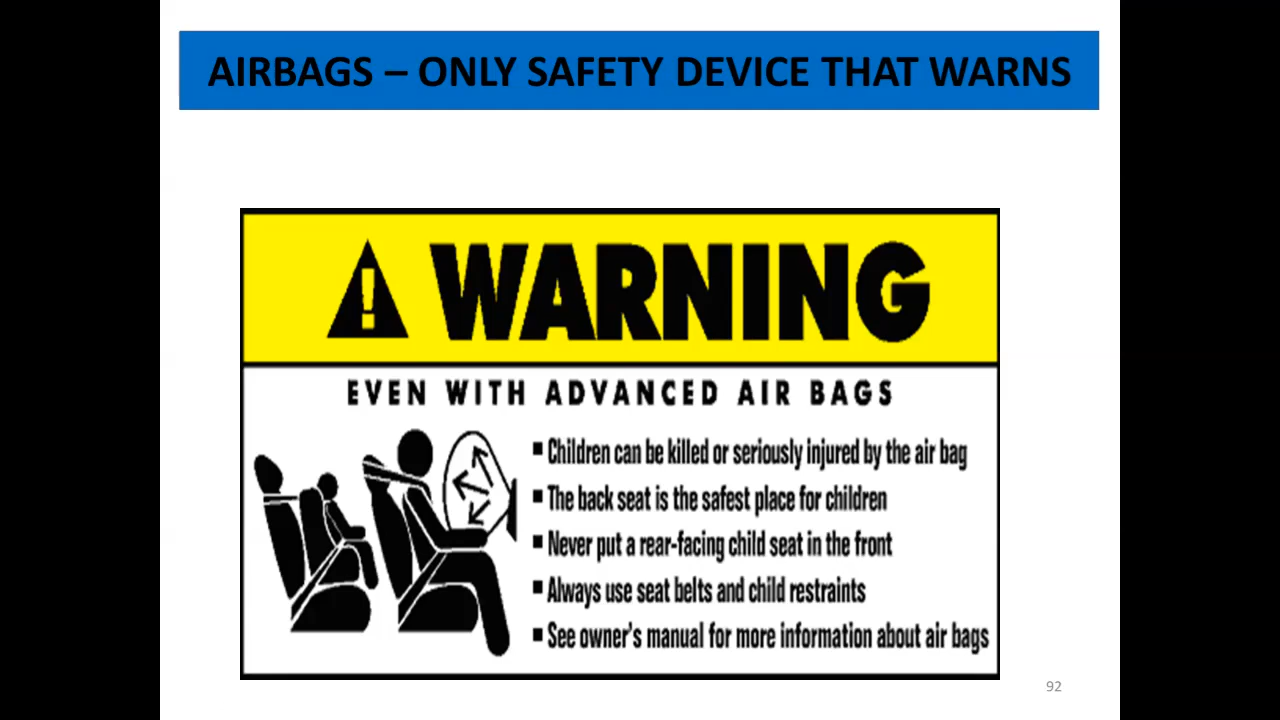 AIRBAGS – ONLY SAFETY DEVICE THAT WARNS
! WARNING
EVEN WITH ADVANCED AIR BAGS
▪ Children can be killed or seriously injured by the air bag
▪ The back seat is the safest place for children
▪ Never put a rear-facing child seat in the front
▪ Always use seat belts and child restraints
▪ See owner's manual for more information about air bags
92